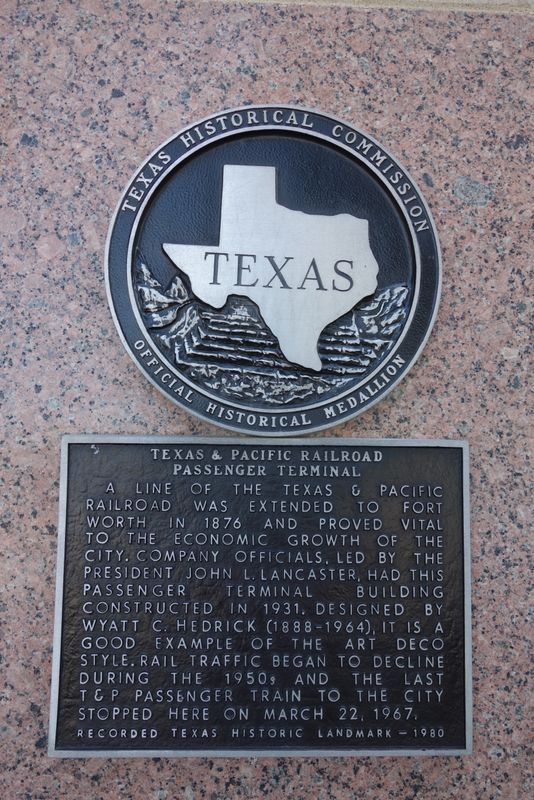 TEXAS HISTORICAL COMMISSION
TEXAS
OFFICIAL HISTORICAL MEDALLION
TEXAS & PACIFIC RAILROAD
PASSENGER TERMINAL
A LINE OF THE TEXAS & PACIFIC
RAILROAD WAS EXTENDED TO FORT
WORTH IN 1876 AND PROVED VITAL
TO THE ECONOMIC GROWTH OF THE
CITY. COMPANY OFFICIALS, LED BY THE
PRESIDENT JOHN L. LANCASTER, HAD THIS
PASSENGER TERMINAL BUILDING
CONSTRUCTED IN 1931. DESIGNED BY
WYATT C. HEDRICK (1888-1964), IT IS A
GOOD EXAMPLE OF THE ART DECO
STYLE. RAIL TRAFFIC BEGAN TO DECLINE
DURING THE 1950s AND THE LAST
T&P PASSENGER TRAIN TO THE CITY
STOPPED HERE ON MARCH 22, 1967.
RECORDED TEXAS HISTORIC LANDMARK – 1980